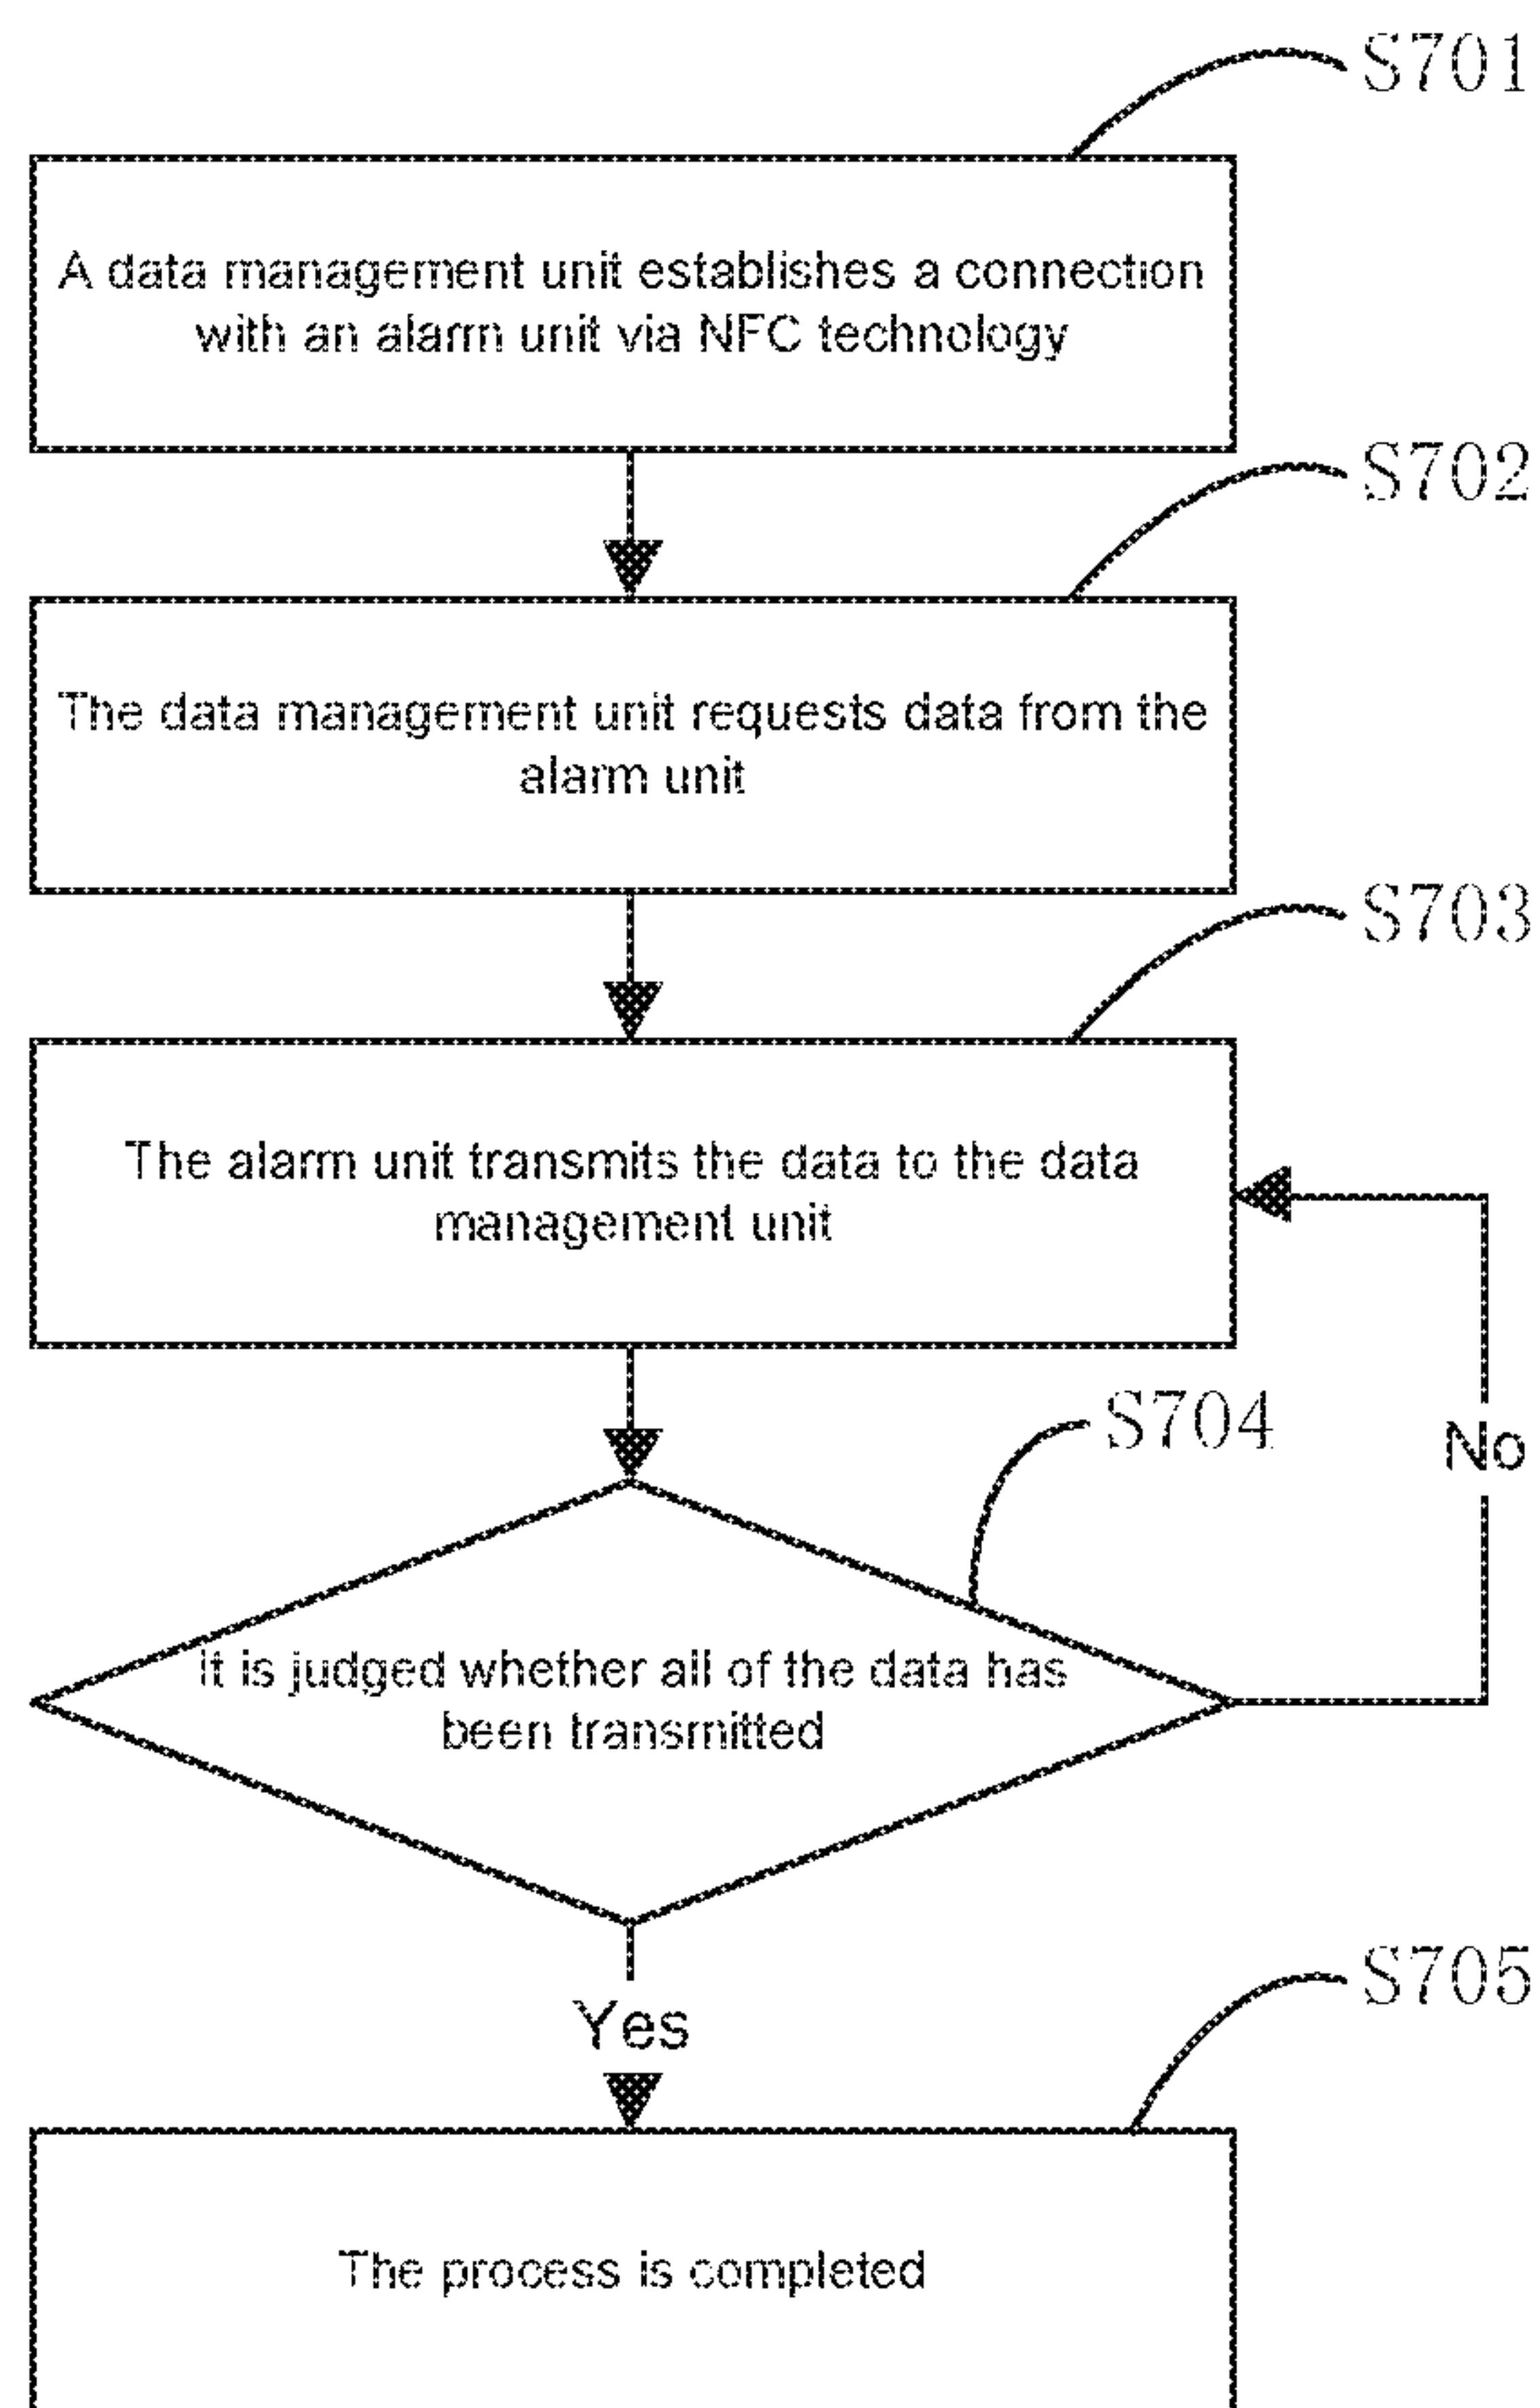 S701
A data management unit establishes a connection
with an alarm unit via NFC technology
S702
The data management unit requests data from the
alarm unit
S703
The alarm unit transmits the data to the data
management unit
S704
No
It is judged whether all of the data has
been transmitted
Yes
S705
The process is completed